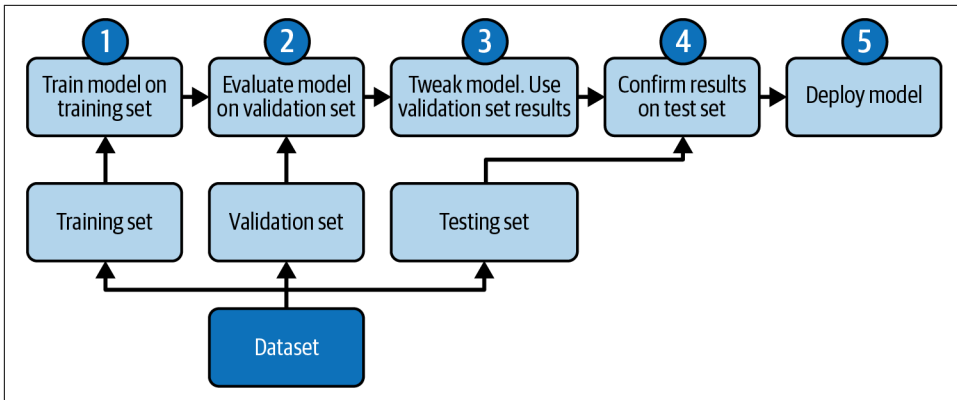 1
2
3
4
5
Train model on
training set
Evaluate model
on validation set
Tweak model. Use
validation set results
Confirm results
on test set
Deploy model
Training set
Validation set
Testing set
Dataset